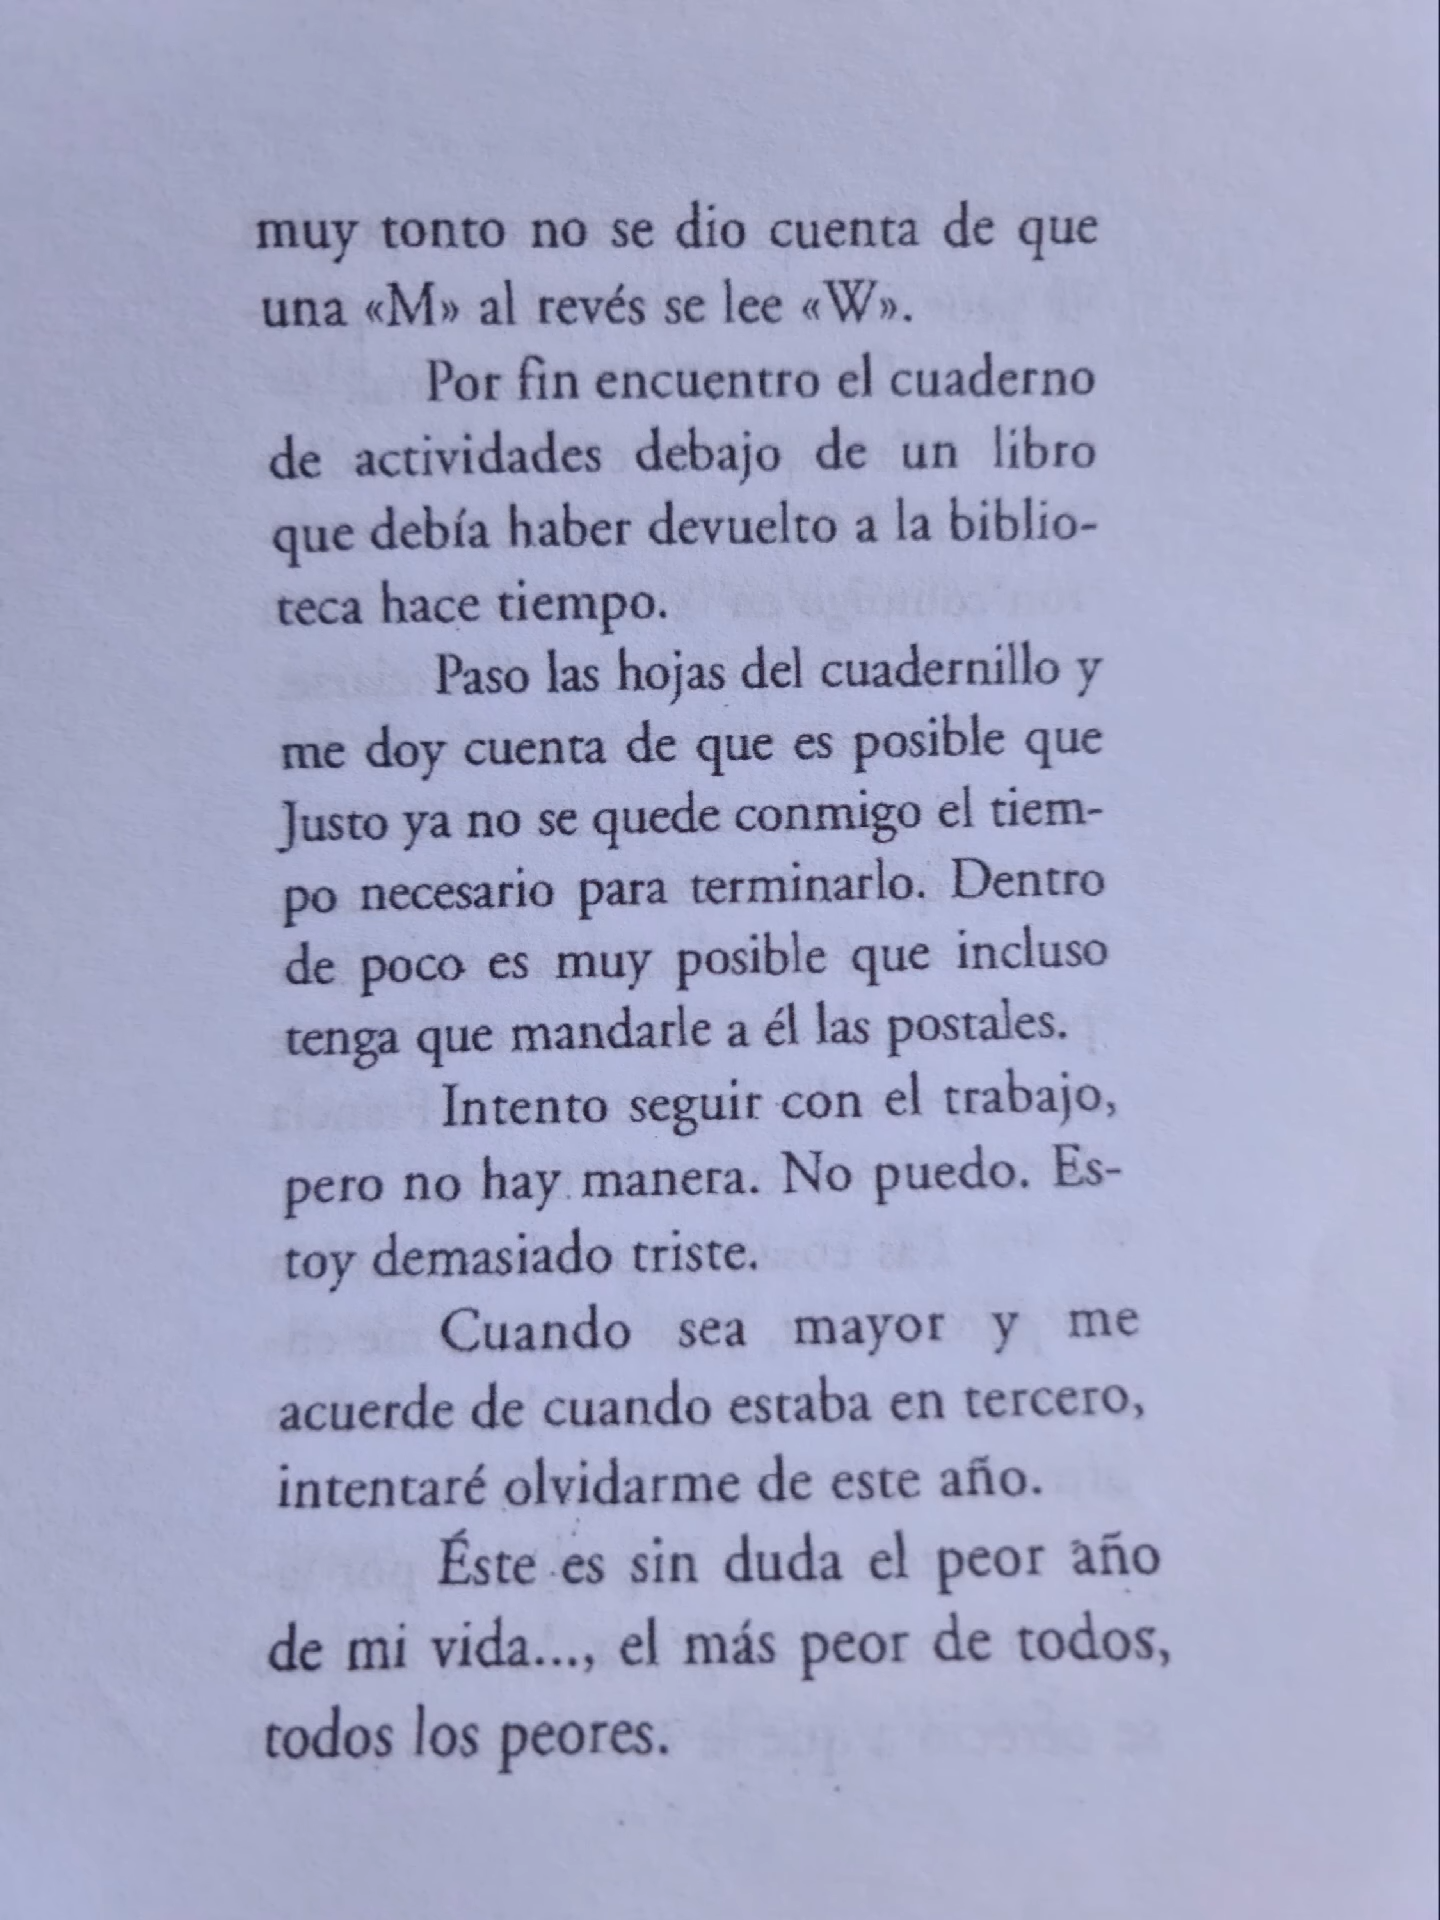 muy tonto no se dio cuenta de que
una «M» al revés se lee «W».
Por fin encuentro el cuaderno
de actividades debajo de un libro
que debía haber devuelto a la biblio-
teca hace tiempo.
Paso las hojas del cuadernillo y
me doy cuenta de que es posible que
Justo ya no se quede conmigo el tiem-
po necesario para terminarlo. Dentro
de poco es muy posible que incluso
tenga que mandarle a él las postales.
Intento seguir con el trabajo,
pero no hay manera. No puedo. Es-
toy demasiado triste.
Cuando sea mayor y me
acuerde de cuando estaba en tercero,
intentaré olvidarme de este año.
Éste es sin duda el peor año
de mi vida..., el más peor de todos,
todos los peores.